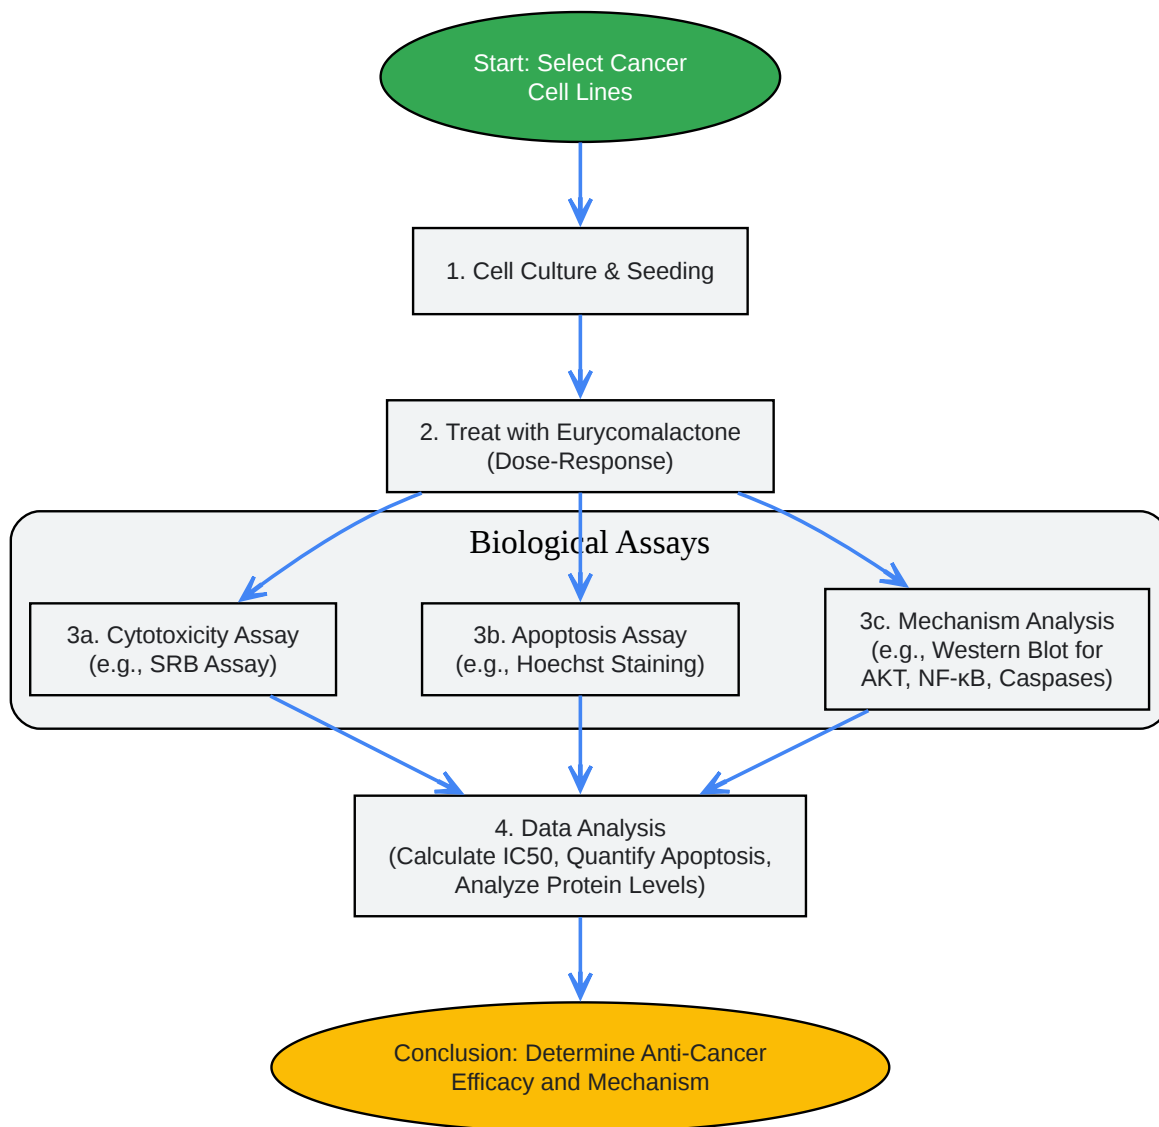 Start: Select Cancer
Cell Lines
1. Cell Culture & Seeding
2. Treat with Eurycomalactone
(Dose-Response)
Biological Assays
3a. Cytotoxicity Assay
(e.g., SRB Assay)
3b. Apoptosis Assay
(e.g., Hoechst Staining)
3c. Mechanism Analysis
(e.g., Western Blot for
AKT, NF-κB, Caspases)
4. Data Analysis
(Calculate IC50, Quantify Apoptosis,
Analyze Protein Levels)
Conclusion: Determine Anti-Cancer
Efficacy and Mechanism